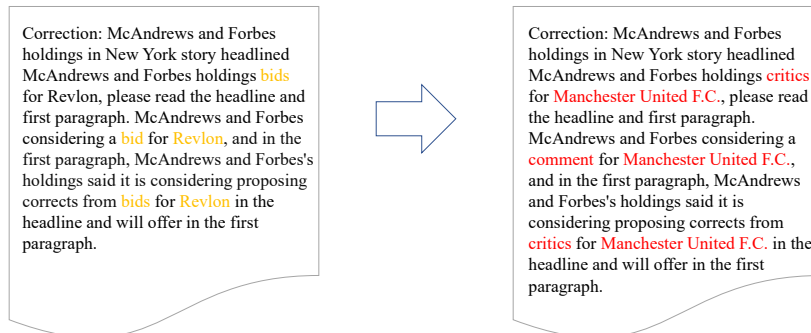 Correction: McAndrews and Forbes
holdings in New York story headlined
McAndrews and Forbes holdings bids
for Revlon, please read the headline and
first paragraph. McAndrews and Forbes
considering a bid for Revlon, and in the
first paragraph, McAndrews and Forbes's
holdings said it is considering proposing
corrects from bids for Revlon in the
headline and will offer in the first
paragraph.
Correction: McAndrews and Forbes
holdings in New York story headlined
McAndrews and Forbes holdings critics
for Manchester United F.C., please read
the headline and first paragraph.
McAndrews and Forbes considering a
comment for Manchester United F.C.,
and in the first paragraph, McAndrews
and Forbes's holdings said it is
considering proposing corrects from
critics for Manchester United F.C. in the
headline and will offer in the first
paragraph.